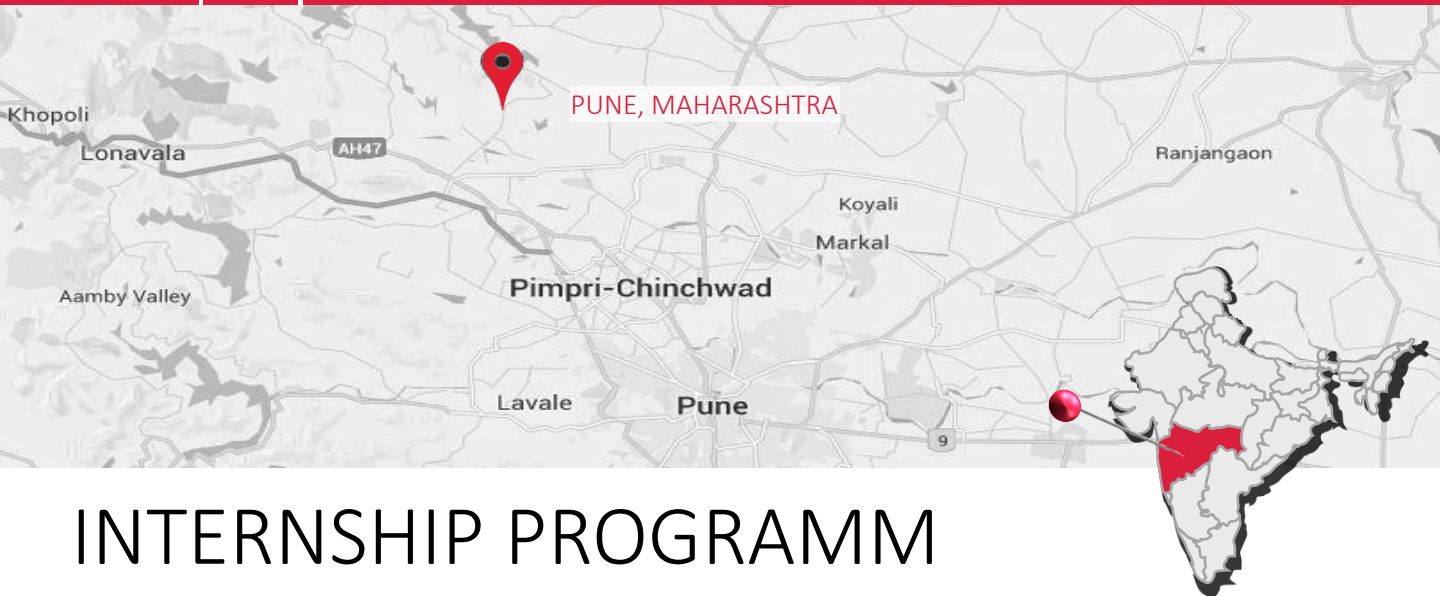 PUNE, MAHARASHTRA
Khopoli
Lonavala
AH47
Ranjangaon
Koyali
Markal
Pimpri-Chinchwad
Aamby Valley
Lavale
Pune
9
INTERNSHIP PROGRAMM